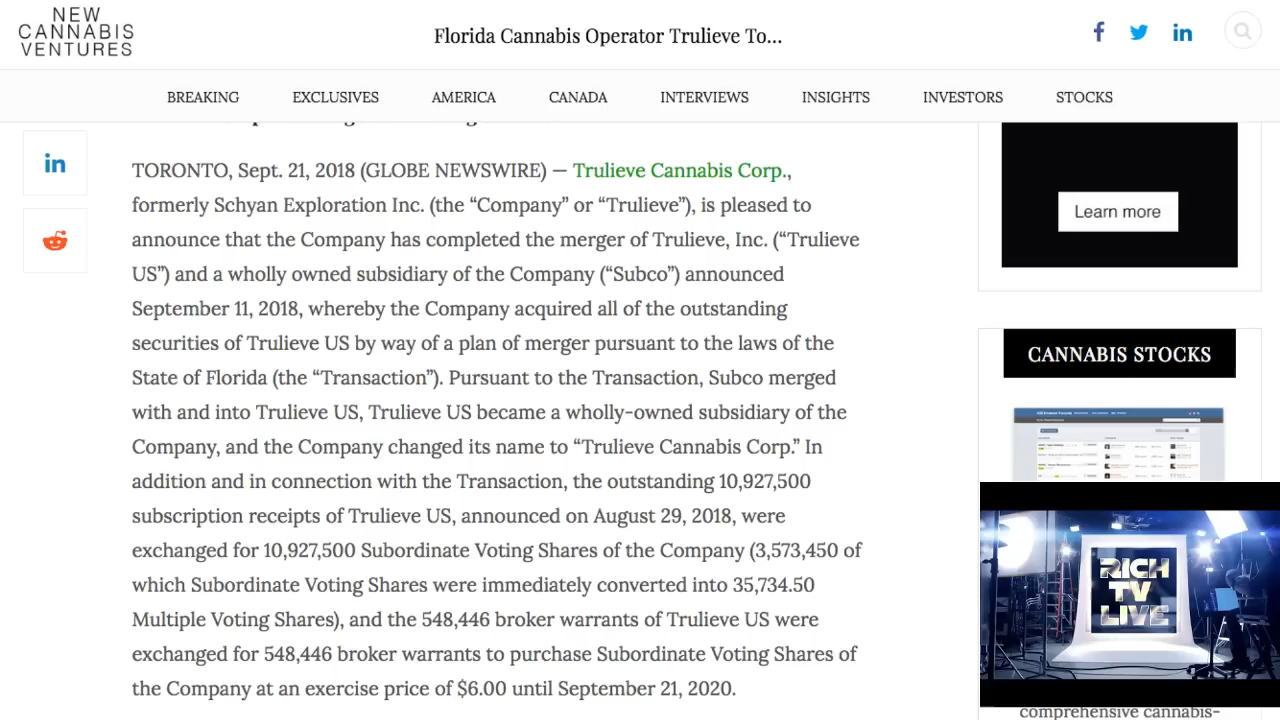 NEW
CANNABIS
VENTURES
Florida Cannabis Operator Trulieve To...
BREAKING EXCLUSIVES AMERICA CANADA INTERVIEWS INSIGHTS INVESTORS STOCKS
TORONTO, Sept. 21, 2018 (GLOBE NEWSWIRE) — Trulieve Cannabis Corp.,
formerly Schyan Exploration Inc. (the “Company” or “Trulieve”), is pleased to
announce that the Company has completed the merger of Trulieve, Inc. (“Trulieve
US”) and a wholly owned subsidiary of the Company (“Subco”) announced
September 11, 2018, whereby the Company acquired all of the outstanding
securities of Trulieve US by way of a plan of merger pursuant to the laws of the
State of Florida (the “Transaction”). Pursuant to the Transaction, Subco merged
with and into Trulieve US, Trulieve US became a wholly-owned subsidiary of the
Company, and the Company changed its name to “Trulieve Cannabis Corp.” In
addition and in connection with the Transaction, the outstanding 10,927,500
subscription receipts of Trulieve US, announced on August 29, 2018, were
exchanged for 10,927,500 Subordinate Voting Shares of the Company (3,573,450 of
which Subordinate Voting Shares were immediately converted into 35,734.50
Multiple Voting Shares), and the 548,446 broker warrants of Trulieve US were
exchanged for 548,446 broker warrants to purchase Subordinate Voting Shares of
the Company at an exercise price of $6.00 until September 21, 2020.
Learn more
CANNABIS STOCKS
RICH
TV
LIVE
comprehensive cannabis-